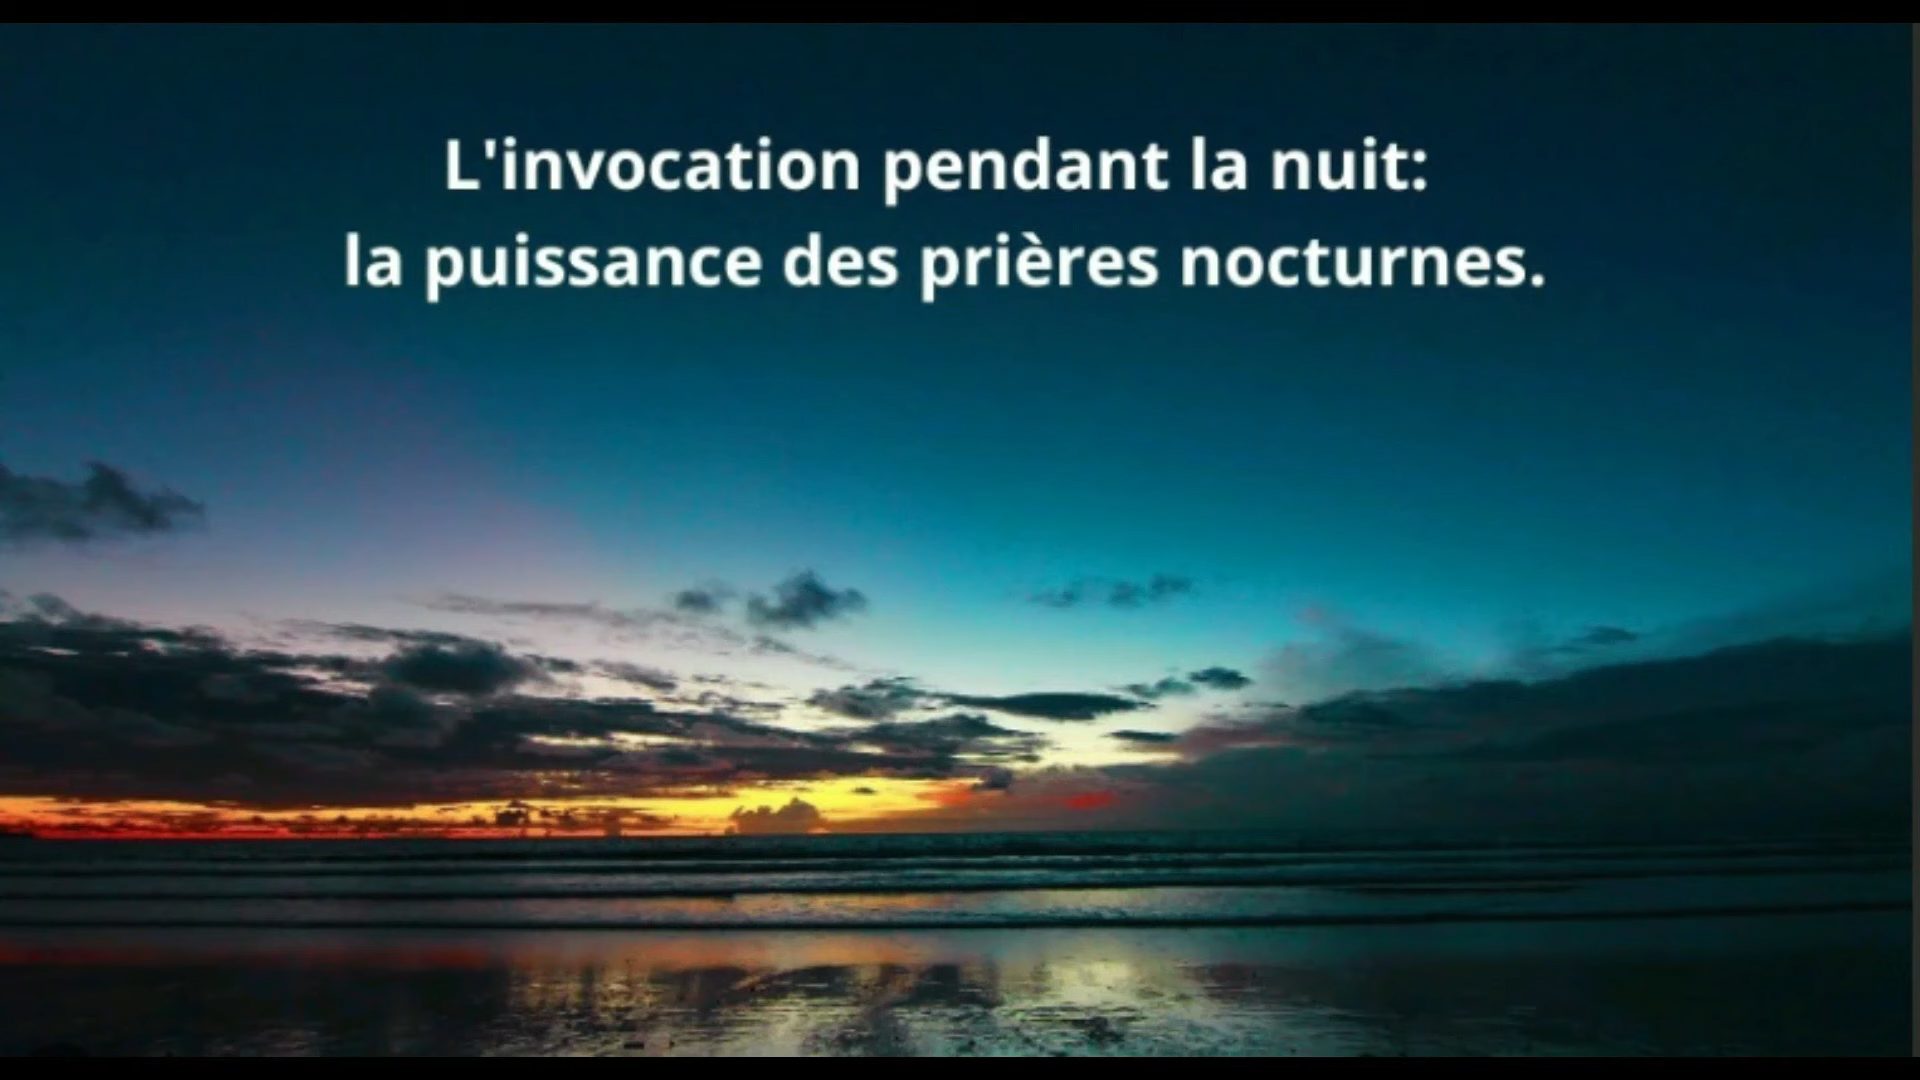 L'invocation pendant la nuit:
la puissance des prières nocturnes.